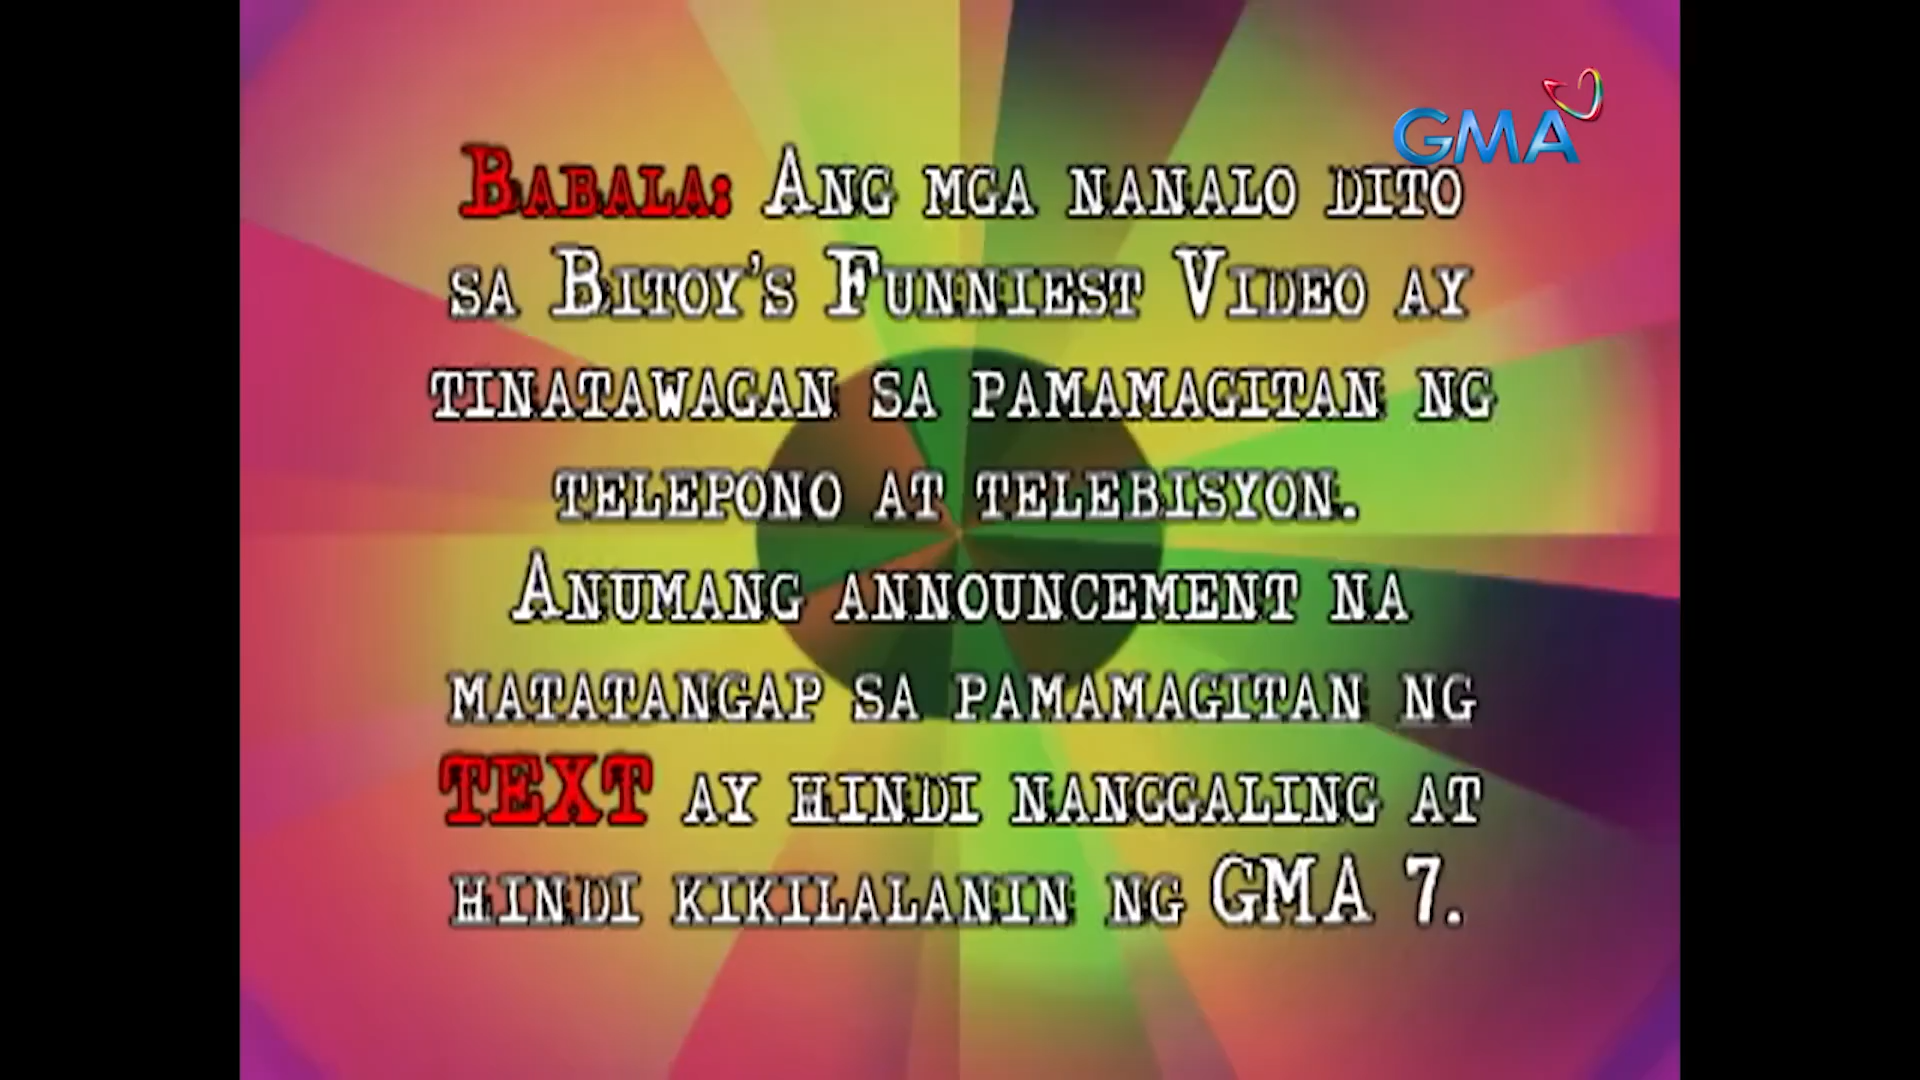 GMA
Babala: Ang mga nanalo dito
sa Bitoy's Funniest Video ay
tinatawagan sa pamamagitan ng
telepono at telebisyon.
Anumang announcement na
matatangap sa pamamagitan ng
TEXT ay hindi nanggaling at
hindi kikilalanin ng GMA 7.